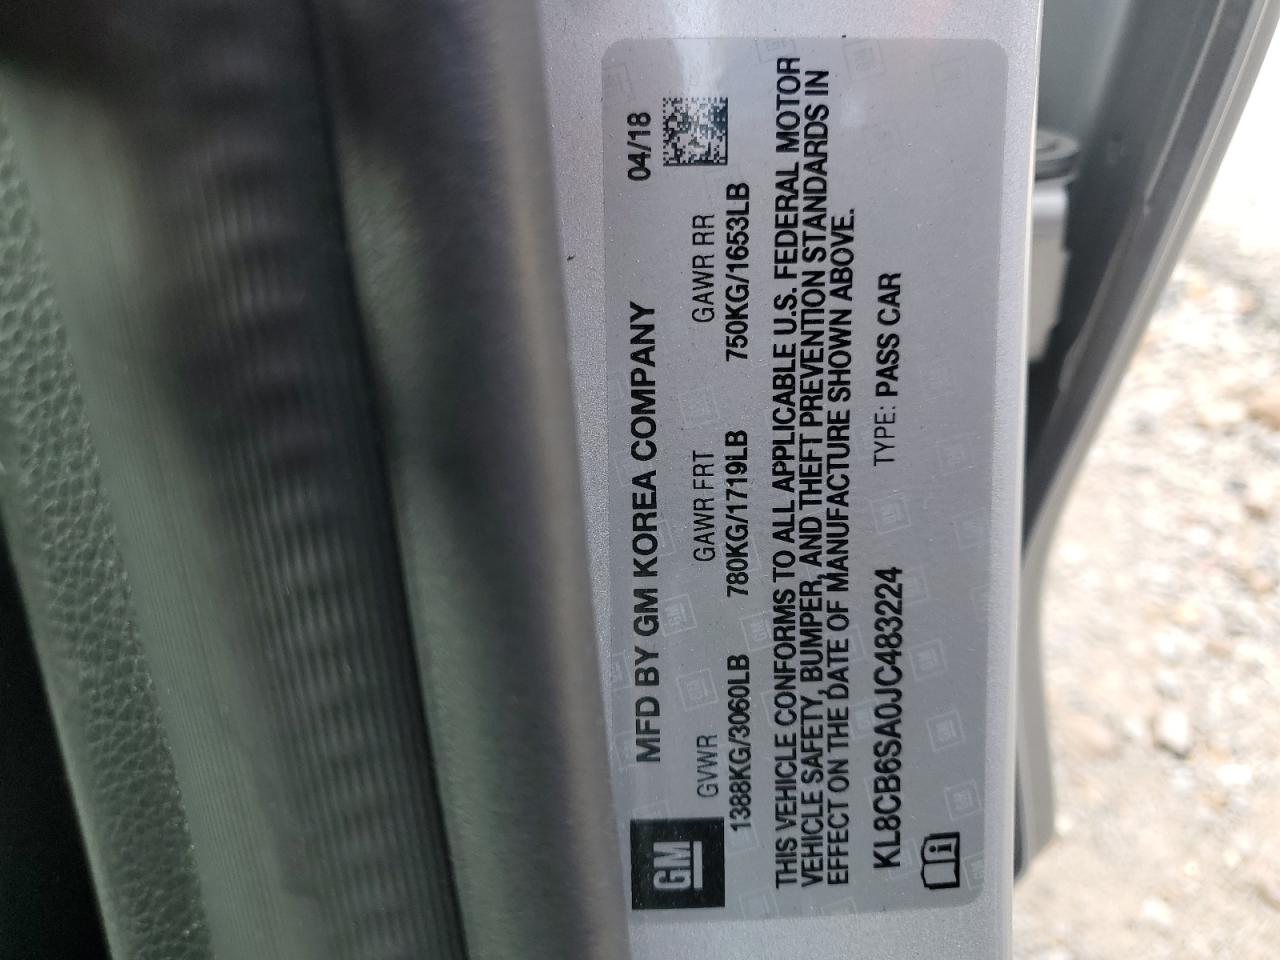 GM
MFD BY GM KOREA COMPANY 04/18
GVWR GAWR FRT GAWR RR
1388KG/3060LB 780KG/1719LB 750KG/1653LB
THIS VEHICLE CONFORMS TO ALL APPLICABLE U.S. FEDERAL MOTOR
VEHICLE SAFETY, BUMPER, AND THEFT PREVENTION STANDARDS IN
EFFECT ON THE DATE OF MANUFACTURE SHOWN ABOVE.
KL8CB6SA0JC483224 TYPE: PASS CAR